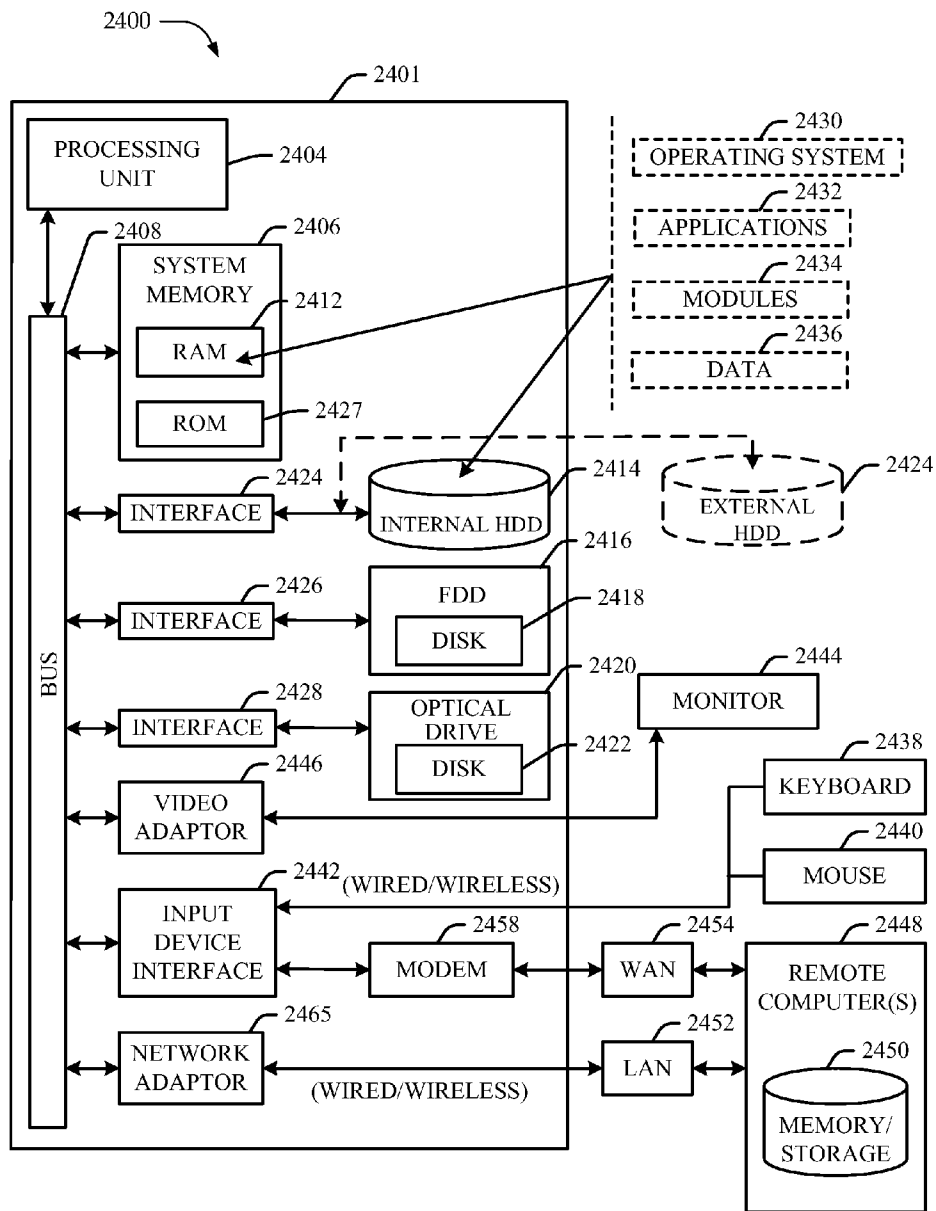 2400
2401
PROCESSING
UNIT
2404
2430
OPERATING SYSTEM
2432
APPLICATIONS
2434
MODULES
2436
DATA
2408
2406
SYSTEM
MEMORY
2412
RAM
2427
ROM
2424
INTERFACE
2414
INTERNAL HDD
2424
EXTERNAL
HDD
2416
2426
INTERFACE
FDD
2418
DISK
BUS
2420
2428
INTERFACE
OPTICAL
DRIVE
2422
DISK
2444
MONITOR
2446
VIDEO
ADAPTOR
2438
KEYBOARD
2440
MOUSE
2442
(WIRED/WIRELESS)
INPUT
DEVICE
INTERFACE
2458
MODEM
2454
WAN
2448
REMOTE
COMPUTER(S)
2465
NETWORK
ADAPTOR
(WIRED/WIRELESS)
2452
LAN
2450
MEMORY/
STORAGE